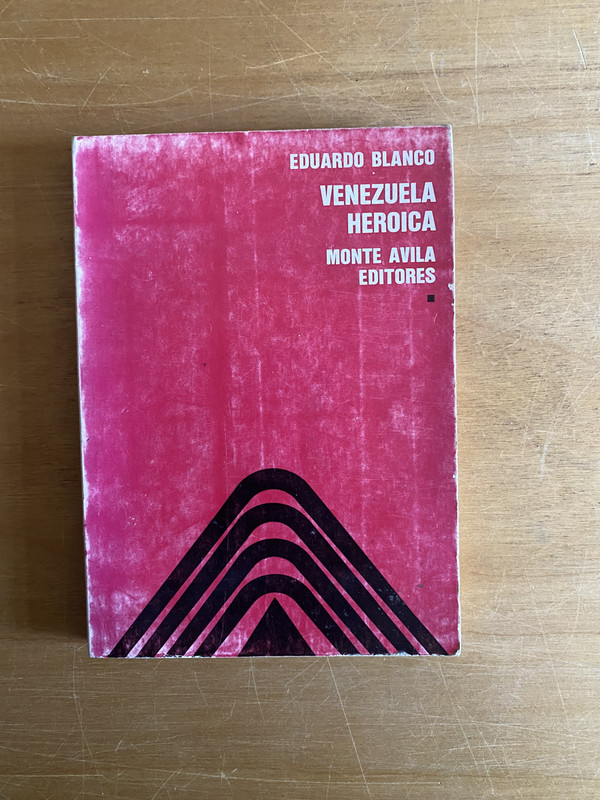 EDUARDO BLANCO
VENEZUELA
HEROICA
MONTE AVILA
EDITORES